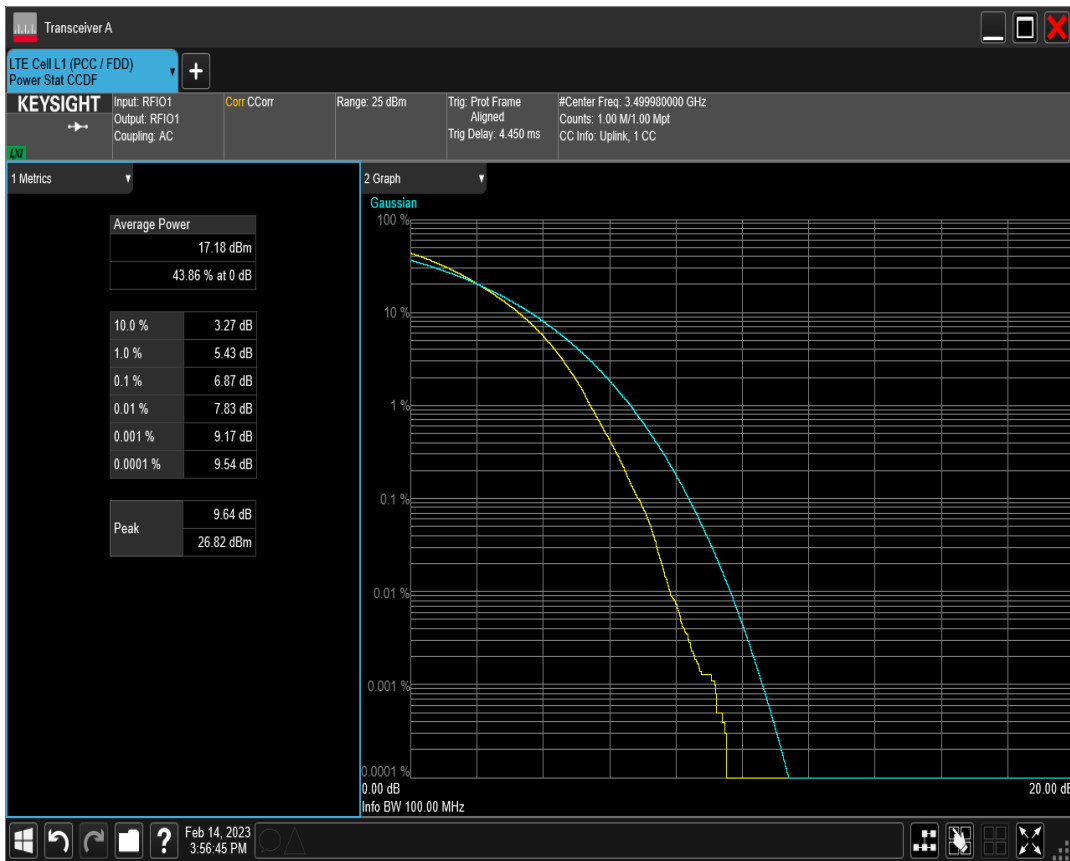 Transceiver A
LTE Cell L1 (PCC / FDD)
Power Stat CCDF
KEYSIGHT
LXI
Input: RFIO1
Output: RFIO1
Coupling: AC
Corr CCorr
Range: 25 dBm
Trig: Prot Frame
Aligned
Trig Delay: 4.450 ms
#Center Freq: 3.499980000 GHz
Counts: 1.00 M/1.00 Mpt
CC Info: Uplink, 1 CC
1 Metrics
Average Power
17.18 dBm
43.86 % at 0 dB
10.0 % 3.27 dB
1.0 % 5.43 dB
0.1 % 6.87 dB
0.01 % 7.83 dB
0.001 % 9.17 dB
0.0001 % 9.54 dB
Peak
9.64 dB
26.82 dBm
2 Graph
Gaussian
100 %
10 %
1 %
0.1 %
0.01 %
0.001 %
0.0001 %
0.00 dB 20.00 dB
Info BW 100.00 MHz
?
Feb 14, 2023
3:56:45 PM